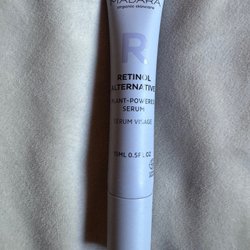 MÁDARA
organic skincare
R
RETINOL
ALTERNATIVE
PLANT-POWERED
SERUM
SERUM VISAGE
15ML 0.5FL OZ